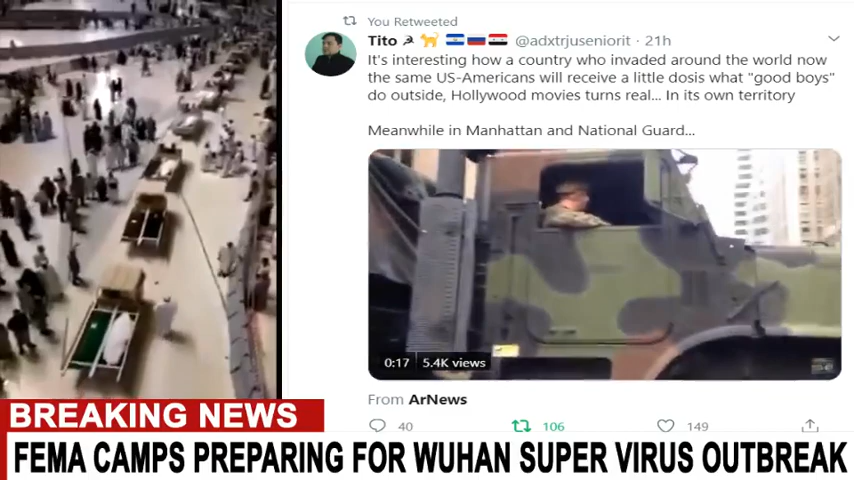 You Retweeted
Tito @adxtrjuseniorit · 21h
It's interesting how a country who invaded around the world now
the same US-Americans will receive a little dosis what "good boys"
do outside, Hollywood movies turns real... In its own territory
Meanwhile in Manhattan and National Guard...
0:17 5.4K views
From ArNews
40 106 149
BREAKING NEWS
FEMA CAMPS PREPARING FOR WUHAN SUPER VIRUS OUTBREAK